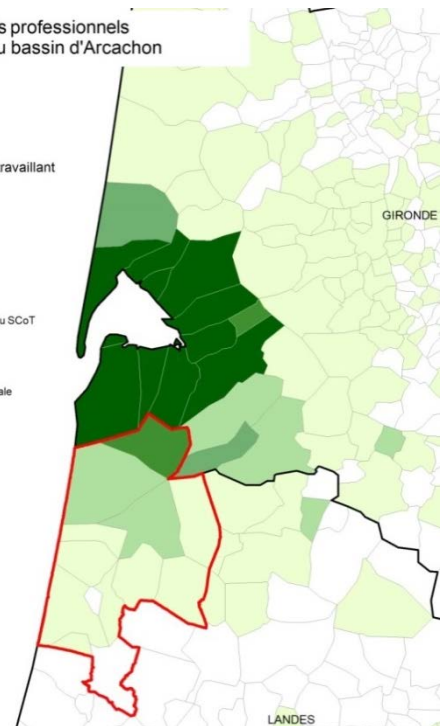 s professionnels
u bassin d'Arcachon
ravaillant
GIRONDE
u SCoT
ale
LANDES